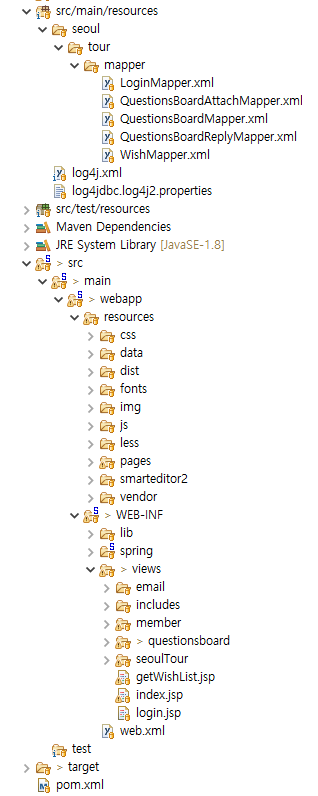 src/main/resources
seoul
tour
mapper
LoginMapper.xml
QuestionsBoardAttachMapper.xml
QuestionsBoardMapper.xml
QuestionsBoardReplyMapper.xml
WishMapper.xml
log4j.xml
log4jdbc.log4j2.properties
src/test/resources
Maven Dependencies
JRE System Library [JavaSE-1.8]
> src
> main
> webapp
resources
css
data
dist
fonts
img
js
less
pages
smarteditor2
vendor
> WEB-INF
lib
spring
> views
email
includes
member
> questionsboard
seoulTour
getWishList.jsp
index.jsp
login.jsp
web.xml
test
> target
pom.xml